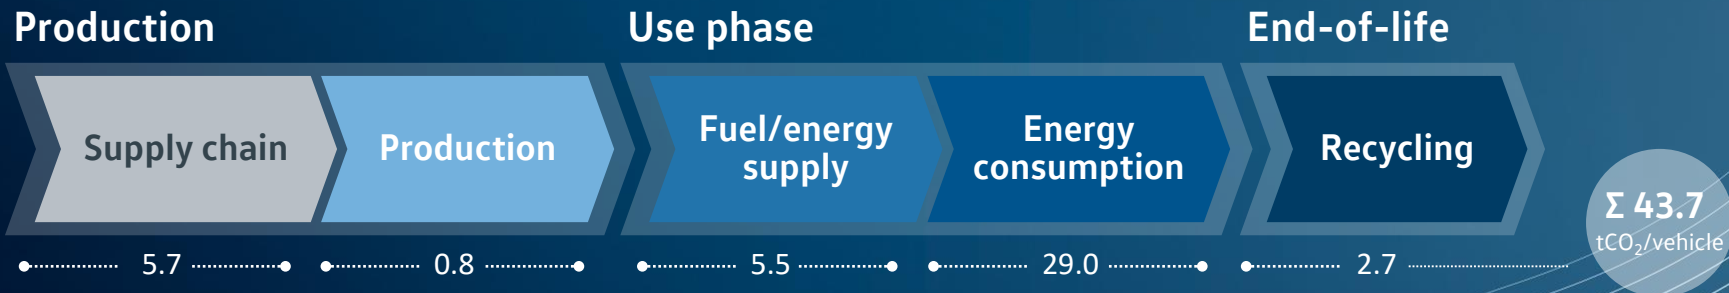 Production
Use phase
End-of-life
Supply chain
Production
Fuel/energy
supply
Energy
consumption
Recycling
Σ 43.7
tCO₂/vehicle
5.7
0.8
5.5
29.0
2.7